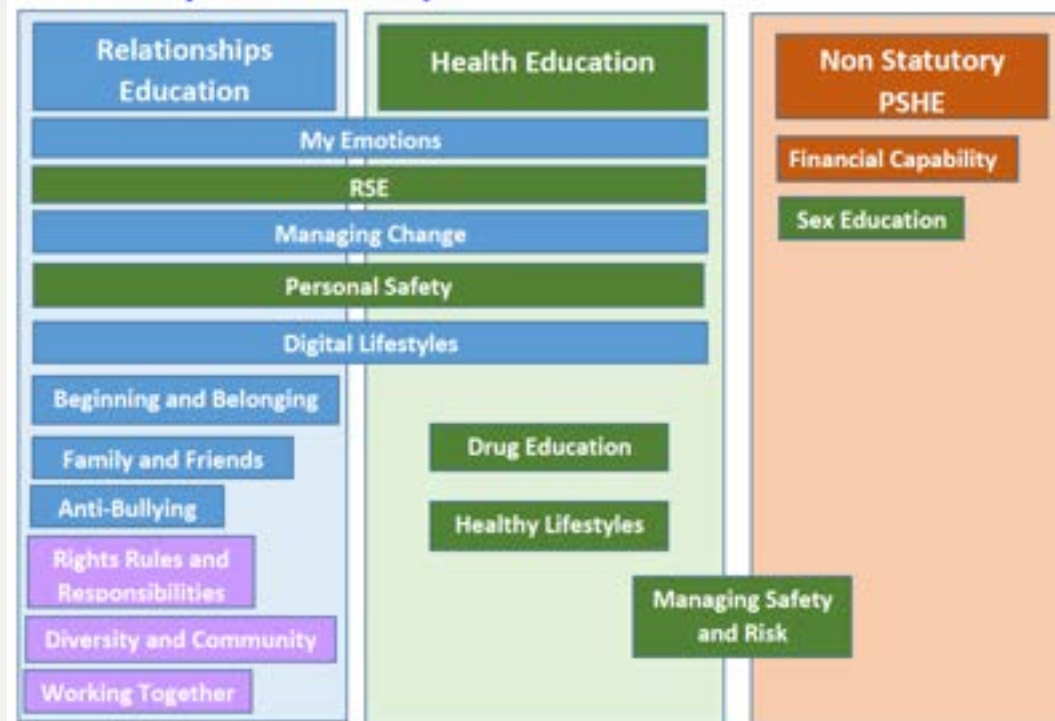 Relationships
Education
Health Education
Non Statutory
PSHE
My Emotions
RSE
Managing Change
Personal Safety
Digital Lifestyles
Financial Capability
Sex Education
Beginning and Belonging
Family and Friends
Anti-Bullying
Rights Rules and
Responsibilities
Diversity and Community
Working Together
Drug Education
Healthy Lifestyles
Managing Safety
and Risk